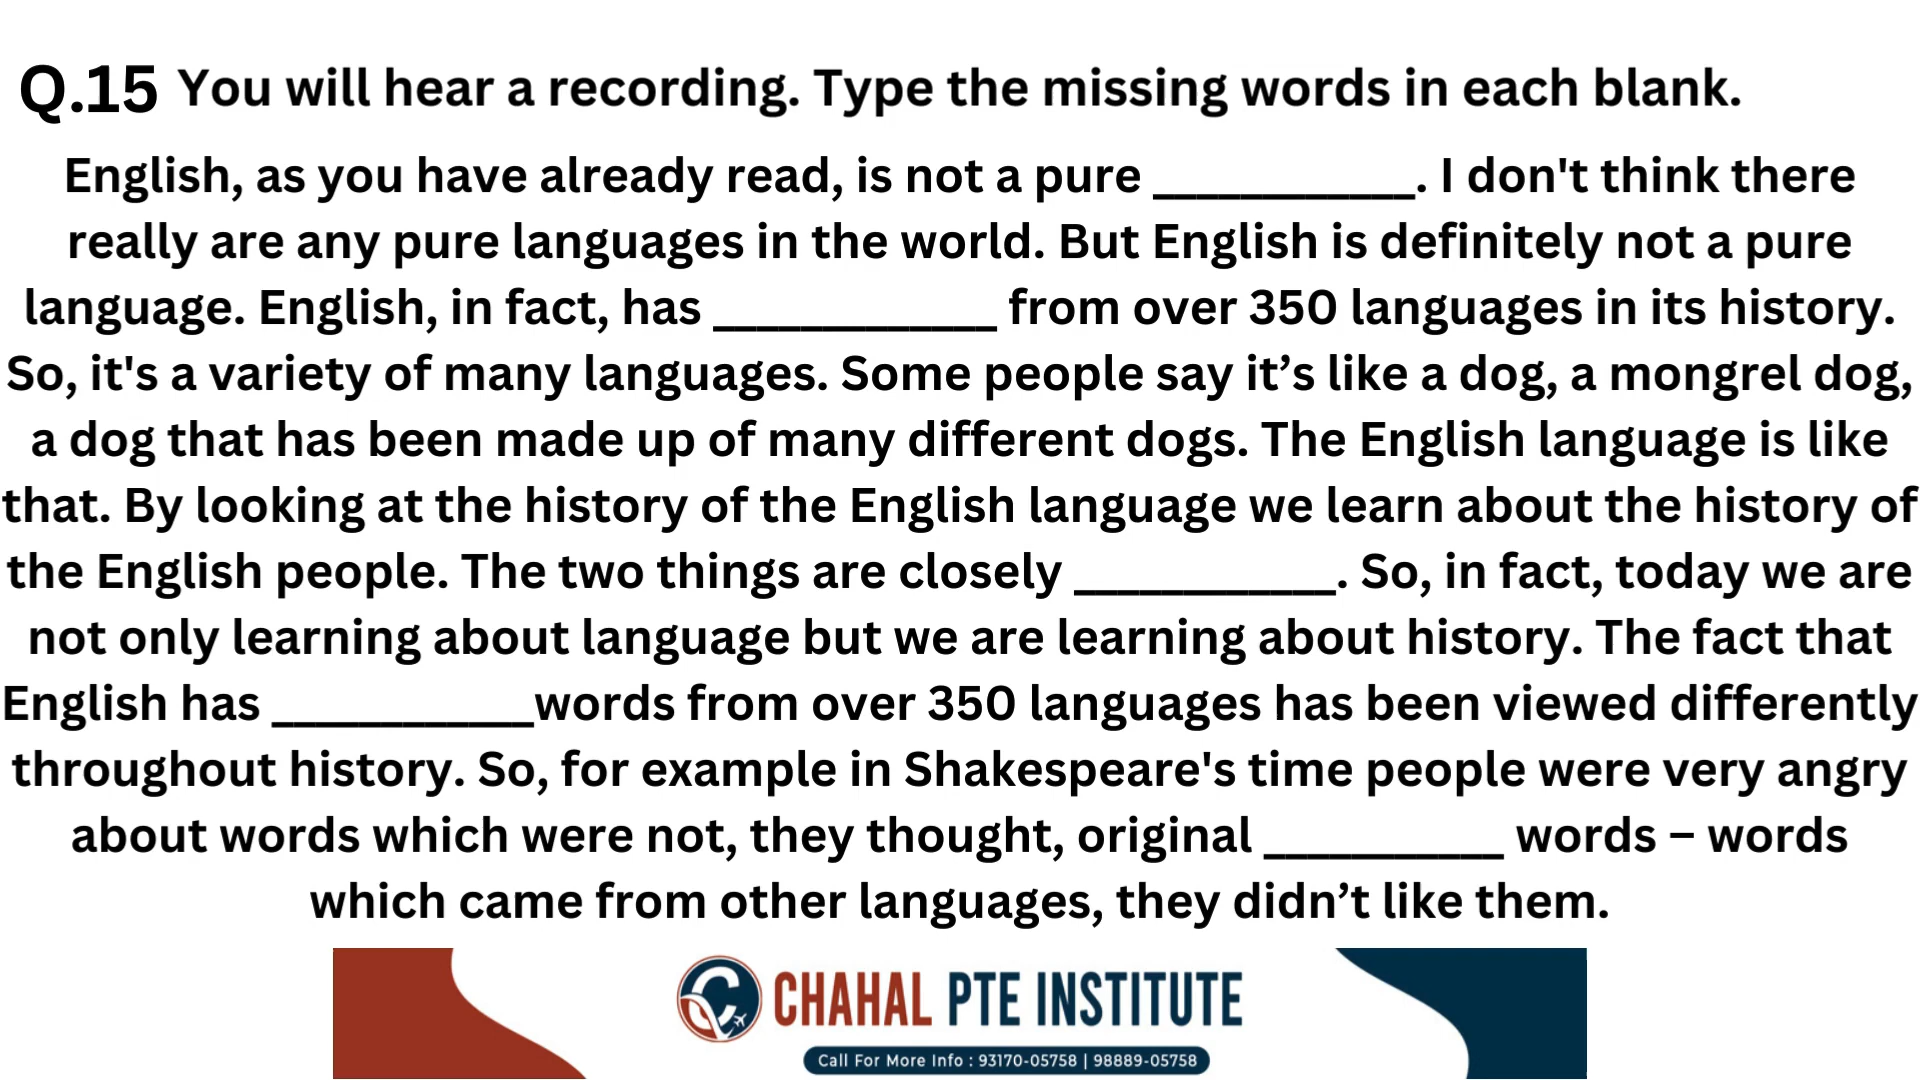 Q.15 You will hear a recording. Type the missing words in each blank.
English, as you have already read, is not a pure ____________. I don't think there
really are any pure languages in the world. But English is definitely not a pure
language. English, in fact, has _____________ from over 350 languages in its history.
So, it's a variety of many languages. Some people say it’s like a dog, a mongrel dog,
a dog that has been made up of many different dogs. The English language is like
that. By looking at the history of the English language we learn about the history of
the English people. The two things are closely ____________. So, in fact, today we are
not only learning about language but we are learning about history. The fact that
English has ____________words from over 350 languages has been viewed differently
throughout history. So, for example in Shakespeare's time people were very angry
about words which were not, they thought, original ___________ words – words
which came from other languages, they didn’t like them.
CHAHAL PTE INSTITUTE
Call For More Info : 93170-05758 | 98889-05758